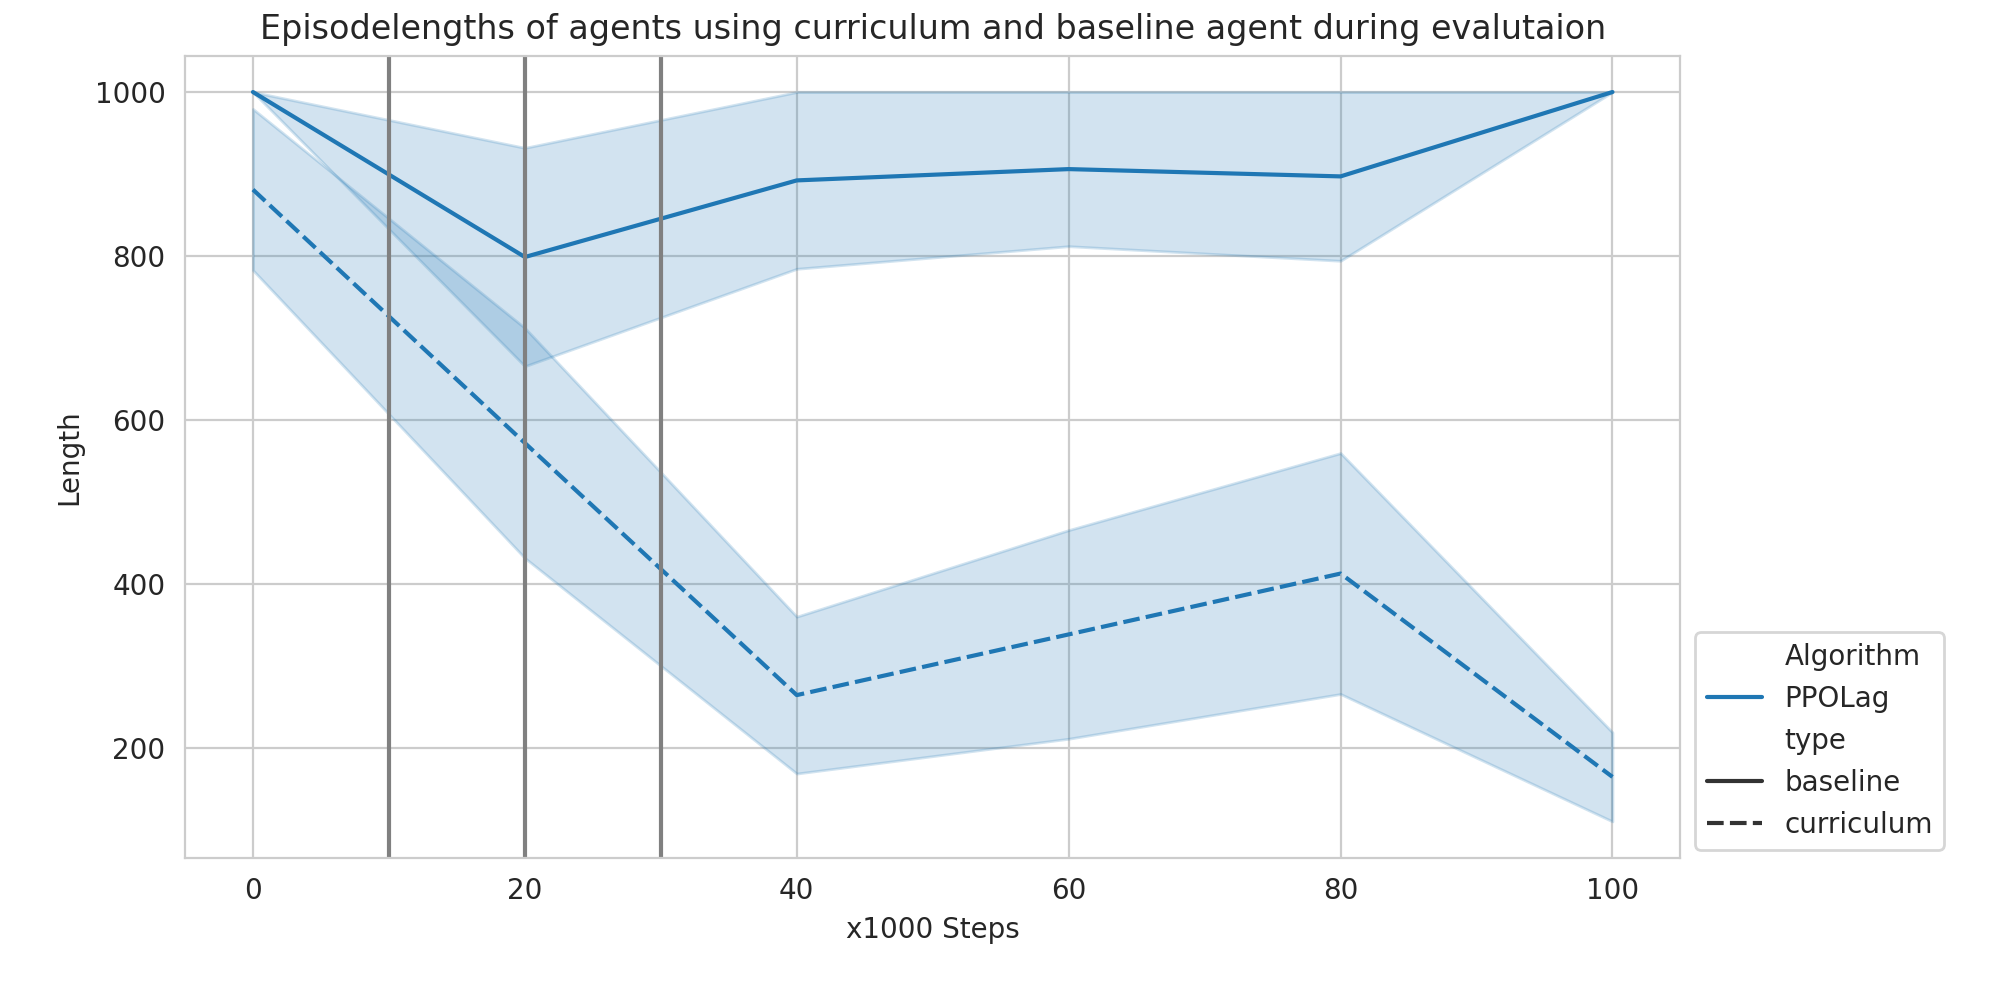 Episodelengths of agents using curriculum and baseline agent during evalutaion
1000
800
600
400
200
Length
0 20 40 60 80 100
x1000 Steps
Algorithm
PPOLag
type
baseline
curriculum